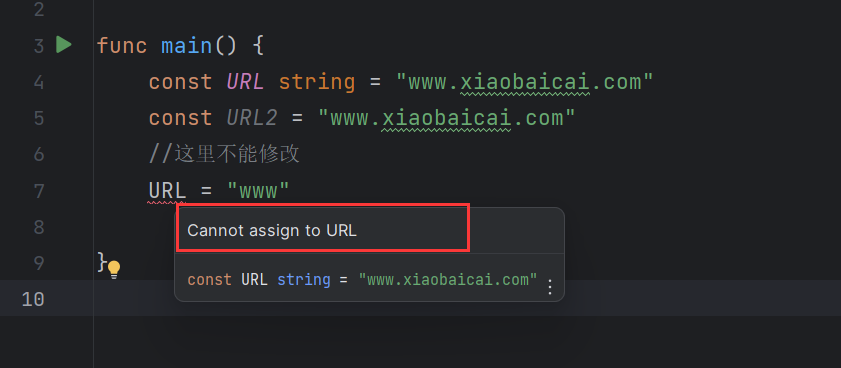 2
3 func main() {
4 const URL string = "www.xiaobaicai.com"
5 const URL2 = "www.xiaobaicai.com"
6 //这里不能修改
7 URL = "www"
8 Cannot assign to URL
9 }
const URL string = "www.xiaobaicai.com"
10